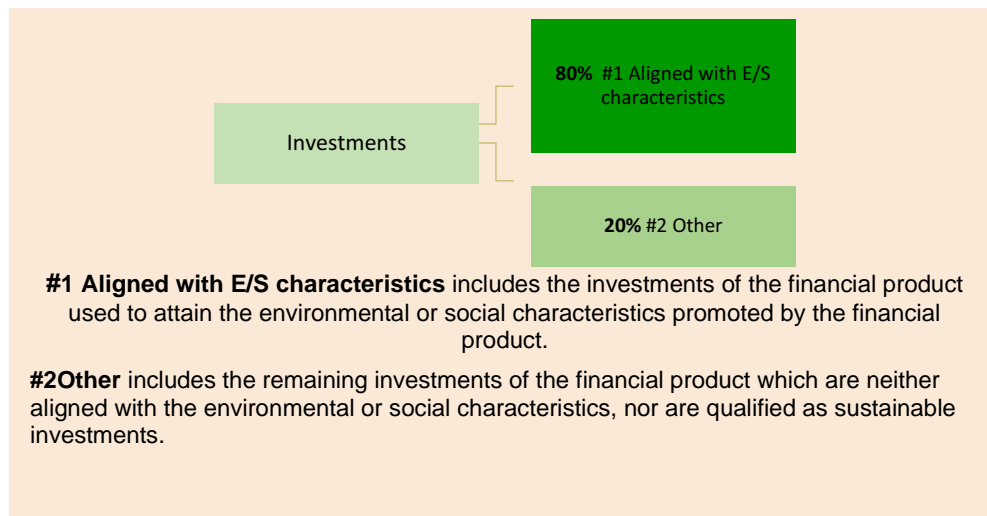 80% #1 Aligned with E/S
characteristics
Investments
20% #2 Other
#1 Aligned with E/S characteristics includes the investments of the financial product
used to attain the environmental or social characteristics promoted by the financial
product.
#2Other includes the remaining investments of the financial product which are neither
aligned with the environmental or social characteristics, nor are qualified as sustainable
investments.